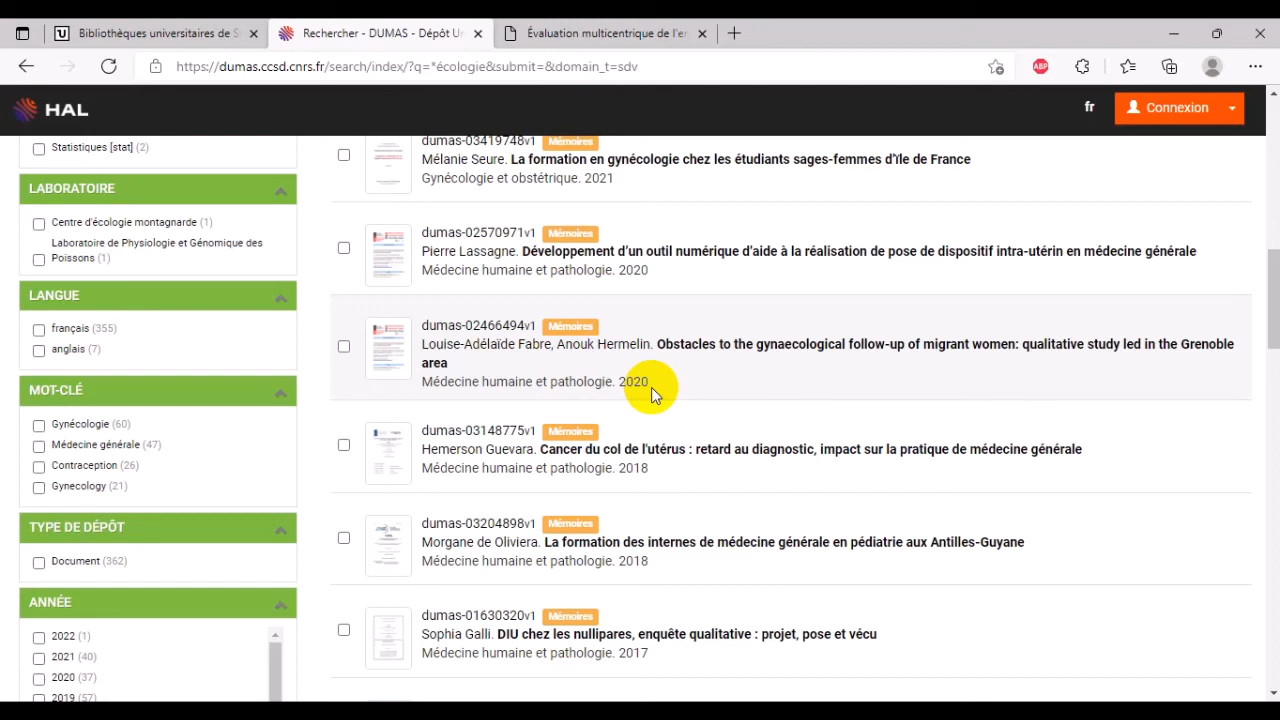 Bibliothèques universitaires de S
Rechercher - DUMAS - Dépôt Un
Évaluation multicentrique de l'en
https://dumas.ccsd.cnrs.fr/search/index/?q=*écologie&submit=&domain_t=sdv
ABP
HAL
fr
Connexion
Statistiques [stat] (2)
LABORATOIRE
Centre d'écologie montagnarde (1)
Laboratoire de Physiologie et Génomique des
Poissons (1)
LANGUE
français (355)
anglais (7)
MOT-CLÉ
Gynécologie (60)
Médecine générale (47)
Contraception (26)
Gynecology (21)
TYPE DE DÉPÔT
Document (362)
ANNÉE
2022 (1)
2021 (40)
2020 (37)
2019 (57)
dumas-03419748v1 Mémoires
Mélanie Seure. La formation en gynécologie chez les étudiants sages-femmes d'île de France
Gynécologie et obstétrique. 2021
dumas-02570971v1 Mémoires
Pierre Lassagne. Développement d'un outil numérique d'aide à la réalisation de pose de dispositif intra-utérin en médecine générale
Médecine humaine et pathologie. 2020
dumas-02466494v1 Mémoires
Louise-Adélaïde Fabre, Anouk Hermelin. Obstacles to the gynaecological follow-up of migrant women: qualitative study led in the Grenoble
area
Médecine humaine et pathologie. 2020
dumas-03148775v1 Mémoires
Hemerson Guevara. Cancer du col de l'utérus : retard au diagnostic, impact sur la pratique de médecine générale
Médecine humaine et pathologie. 2018
dumas-03204898v1 Mémoires
Morgane de Oliviera. La formation des internes de médecine générale en pédiatrie aux Antilles-Guyane
Médecine humaine et pathologie. 2018
dumas-01630320v1 Mémoires
Sophia Galli. DIU chez les nullipares, enquête qualitative : projet, pose et vécu
Médecine humaine et pathologie. 2017